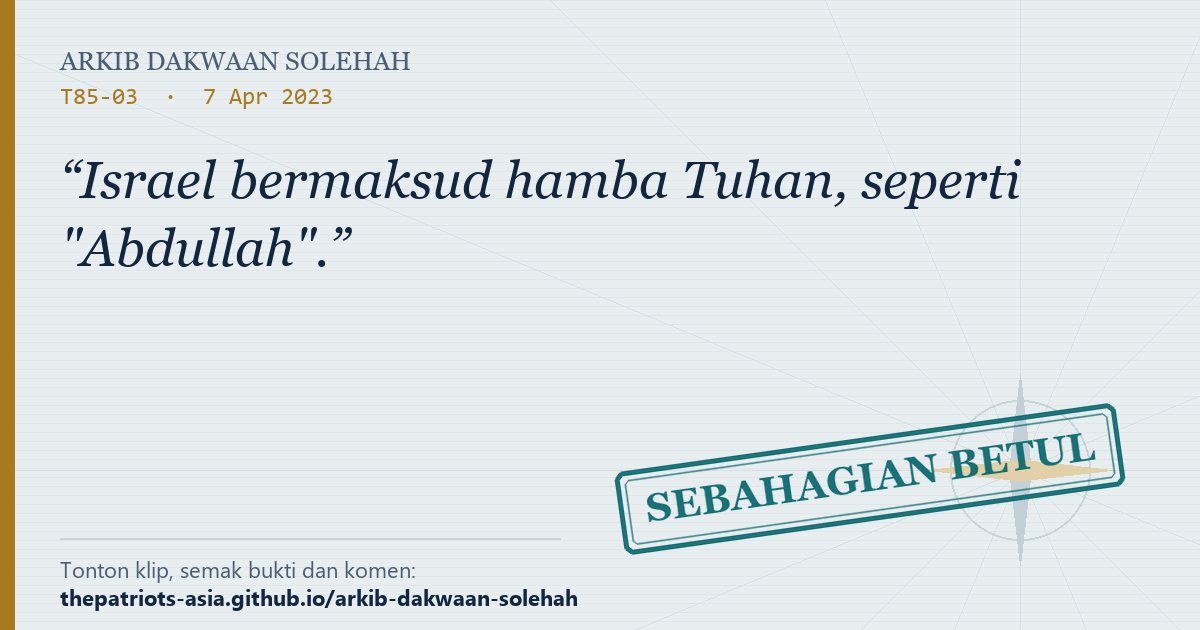 ARKIB DAKWAAN SOLEHAH
T85-03 · 7 Apr 2023
“Israel bermaksud hamba Tuhan, seperti
"Abdullah".”
SEBAHAGIAN BETUL
Tonton klip, semak bukti dan komen:
thepatriots-asia.github.io/arkib-dakwaan-solehah